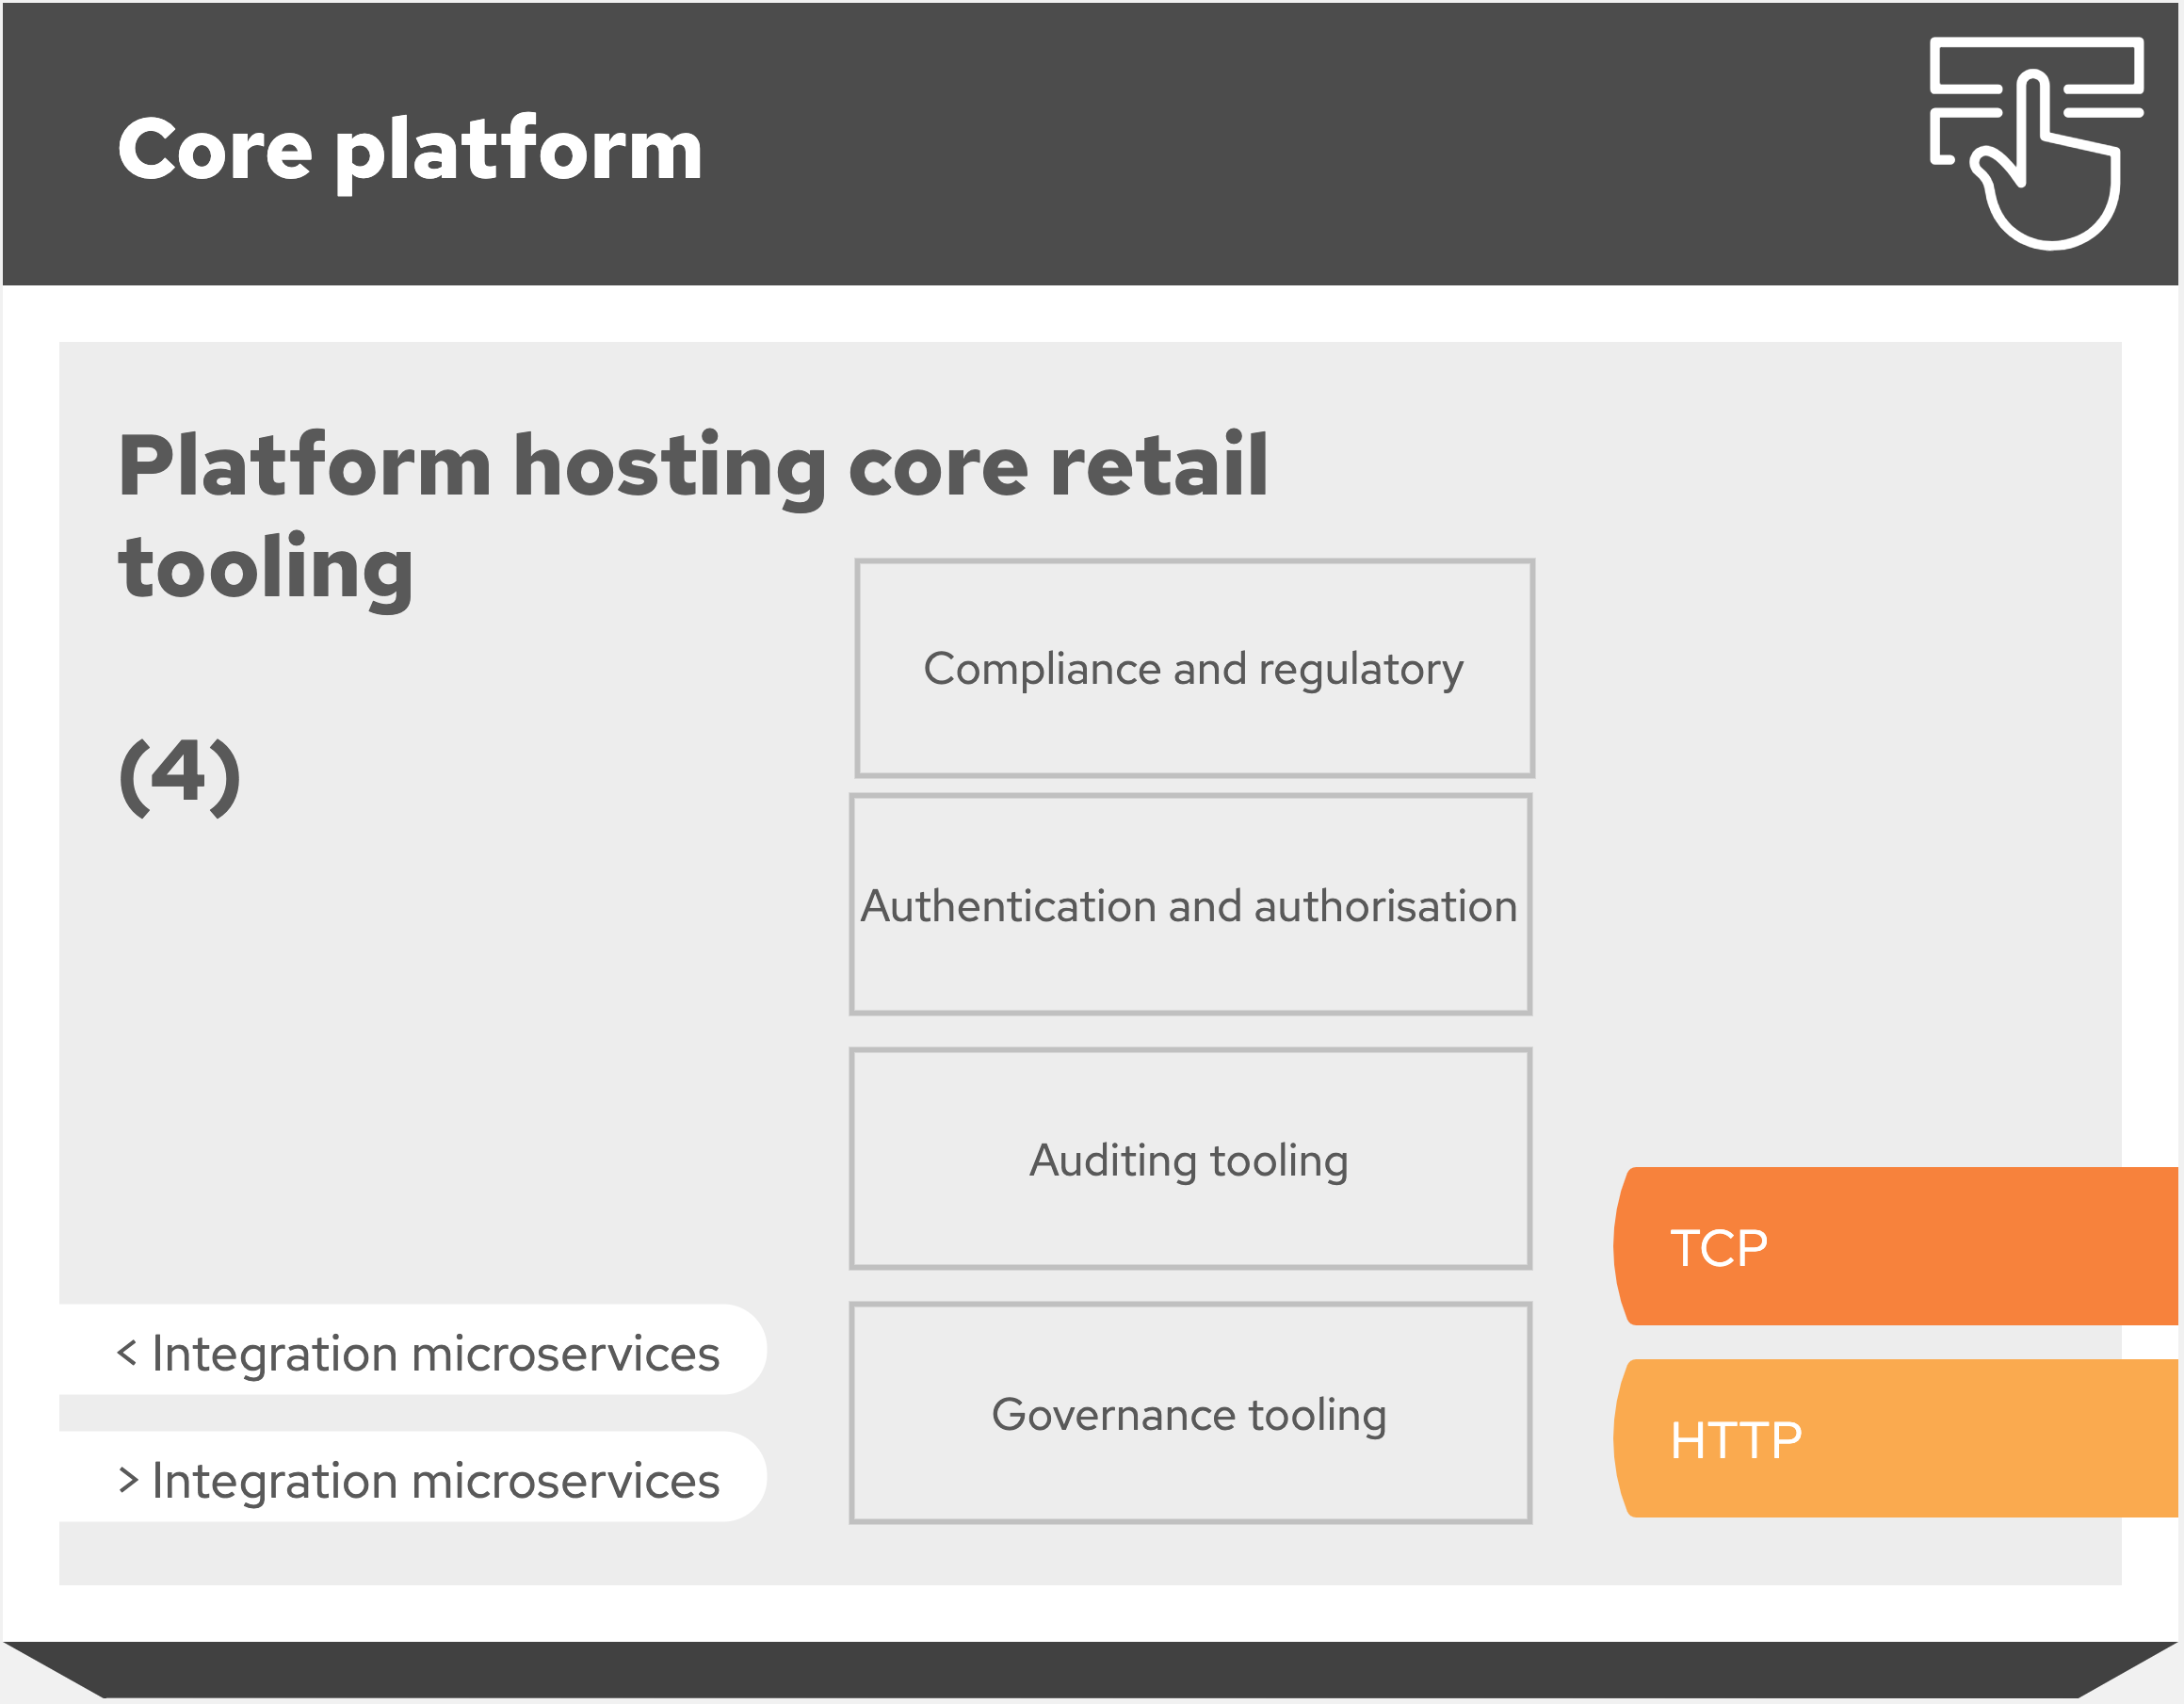 Core platform
Platform hosting core retail
tooling
(4)
Compliance and regulatory
Authentication and authorisation
Auditing tooling
Governance tooling
< Integration microservices
> Integration microservices
TCP
HTTP